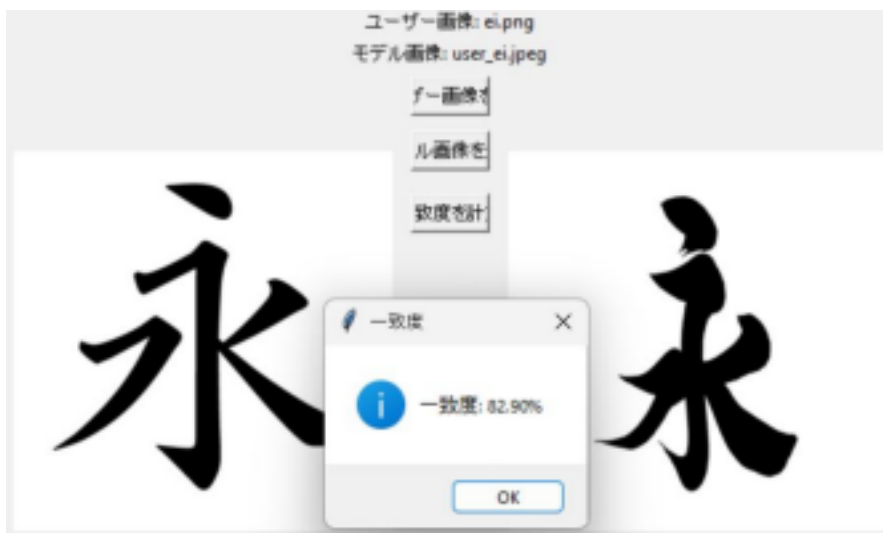 ユーザー画像: ei.png
モデル画像: user_ei.jpeg
ザー画像を
ル画像を
致度を計
永
永
一致度
一致度: 82.90%
OK